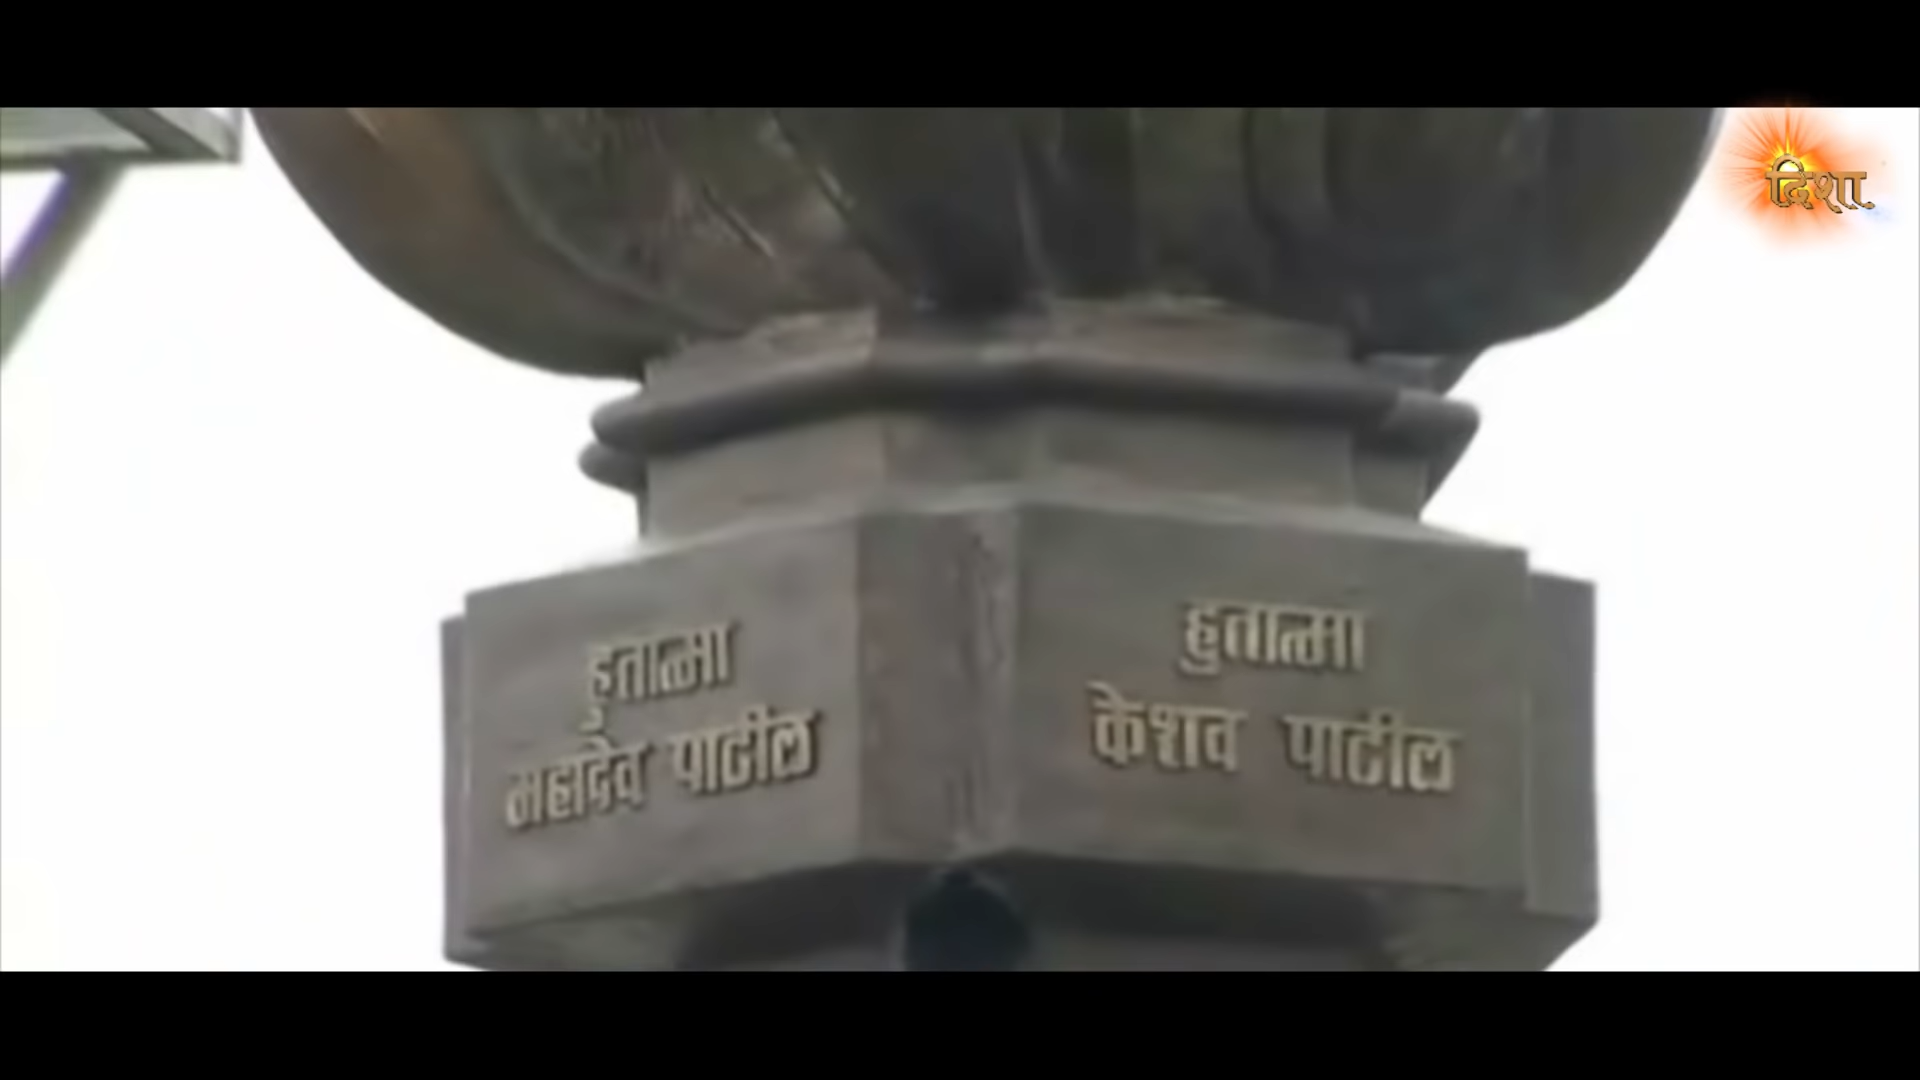 दिशा
हुतात्मा
महादेव पाटील
हुतात्मा
केशव पाटील